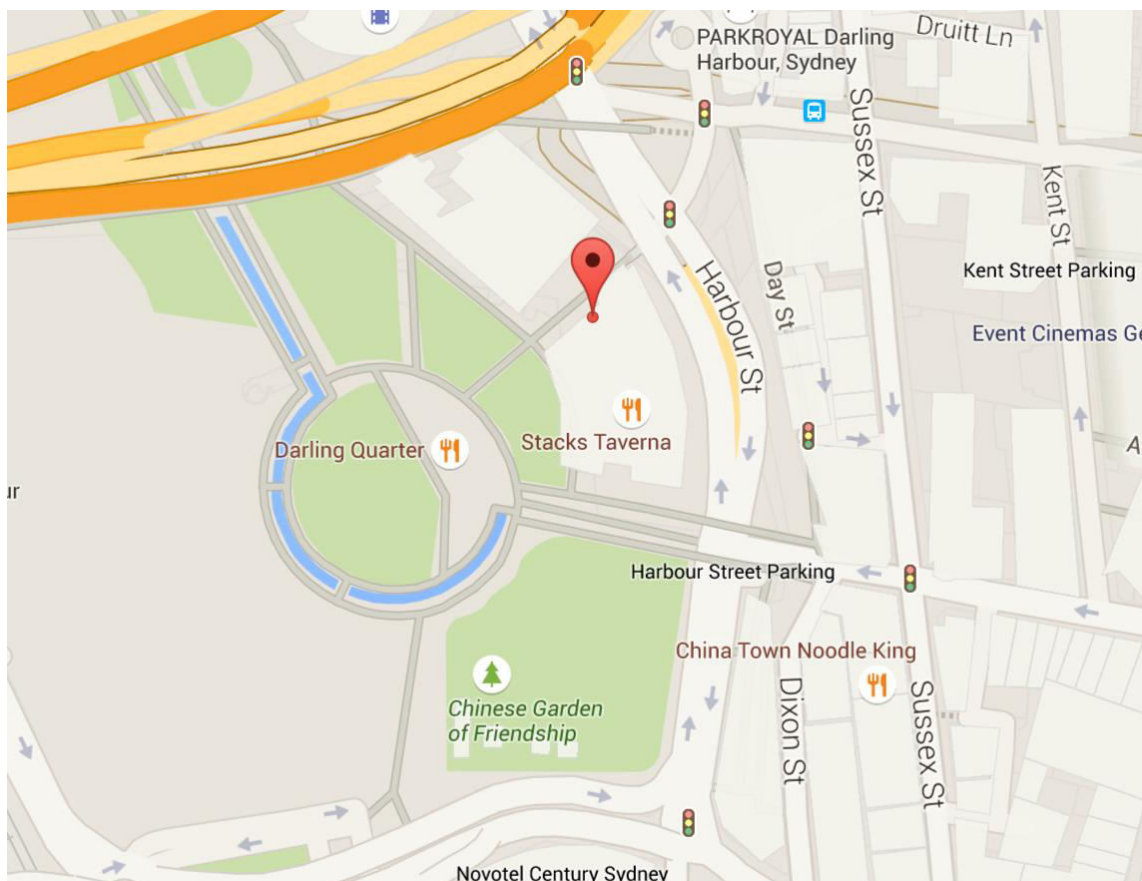 Druitt Ln
PARKROYAL Darling
Harbour, Sydney
Sussex St
Kent St
Kent Street Parking
Harbour St
Day St
Event Cinemas Ge
Stacks Taverna
Darling Quarter
A
ur
Harbour Street Parking
China Town Noodle King
Chinese Garden
of Friendship
Dixon St
Sussex St
Novotel Century Sydney